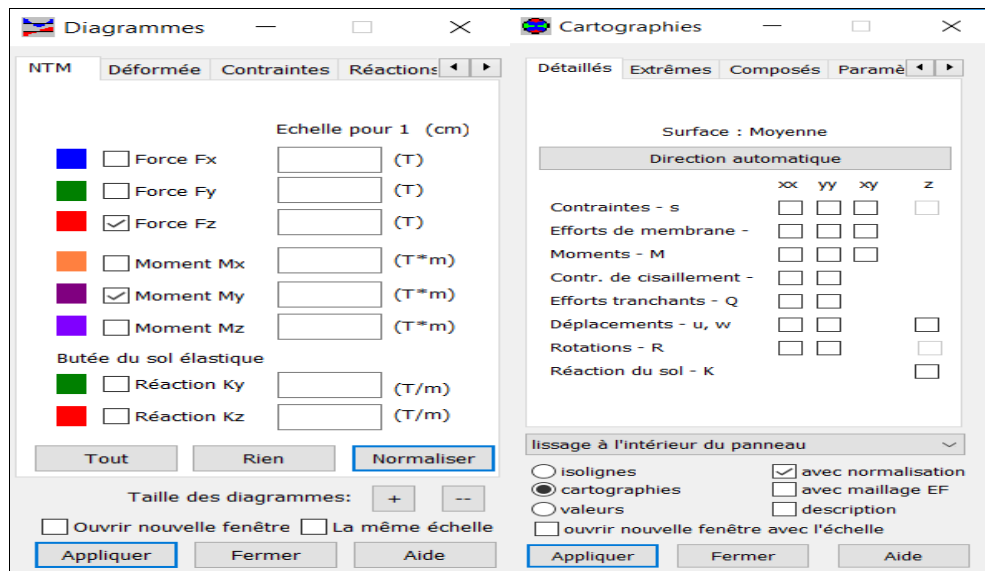 Diagrammes
NTM Déformée Contraintes Réactions
Echelle pour 1 (cm)
Force Fx (T)
Force Fy (T)
Force Fz (T)
Moment Mx (T*m)
Moment My (T*m)
Moment Mz (T*m)
Butée du sol élastique
Réaction Ky (T/m)
Réaction Kz (T/m)
Tout Rien Normaliser
Taille des diagrammes: + --
Ouvrir nouvelle fenêtre La même échelle
Appliquer Fermer Aide
Cartographies
Détaillés Extrêmes Composés Paramè
Surface : Moyenne
Direction automatique
xx yy xy z
Contraintes - s
Efforts de membrane -
Moments - M
Contr. de cisaillement -
Efforts tranchants - Q
Déplacements - u, w
Rotations - R
Réaction du sol - K
lissage à l'intérieur du panneau
isolignes avec normalisation
cartographies avec maillage EF
valeurs description
ouvrir nouvelle fenêtre avec l'échelle
Appliquer Fermer Aide